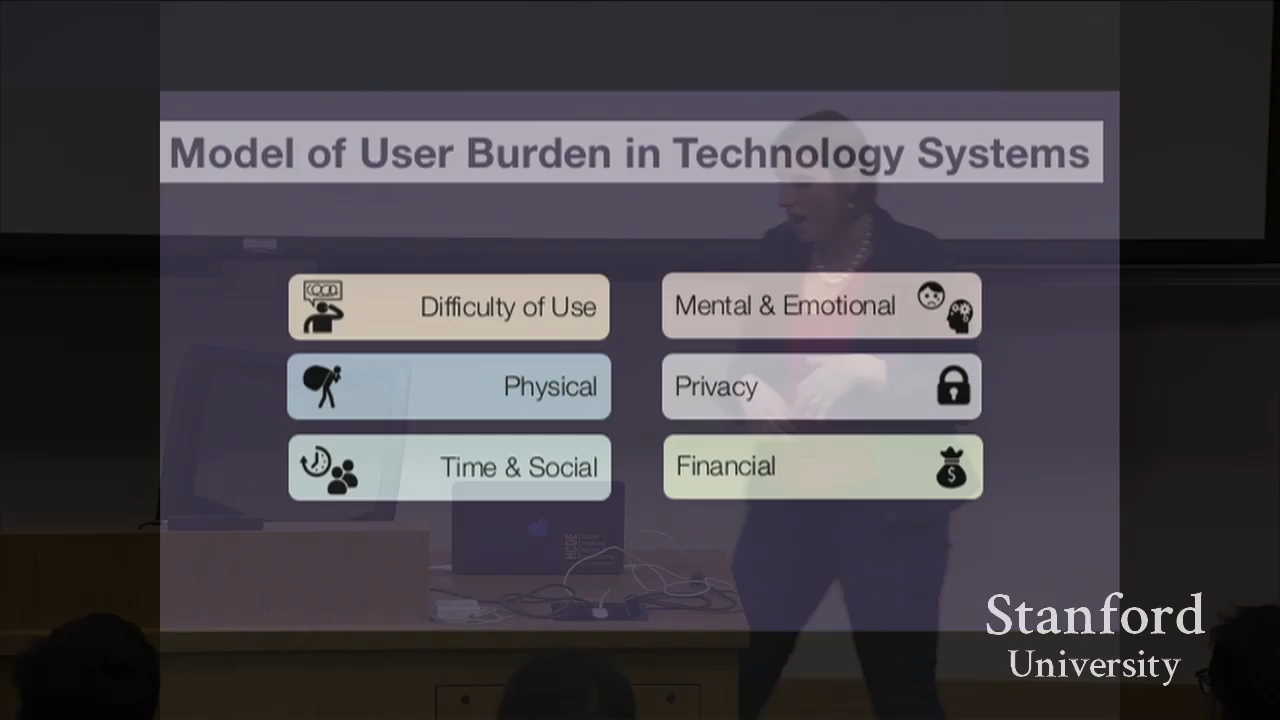 Model of User Burden in Technology Systems
Difficulty of Use
Mental & Emotional
Physical
Privacy
Time & Social
Financial
$
HCDE
Stanford
University